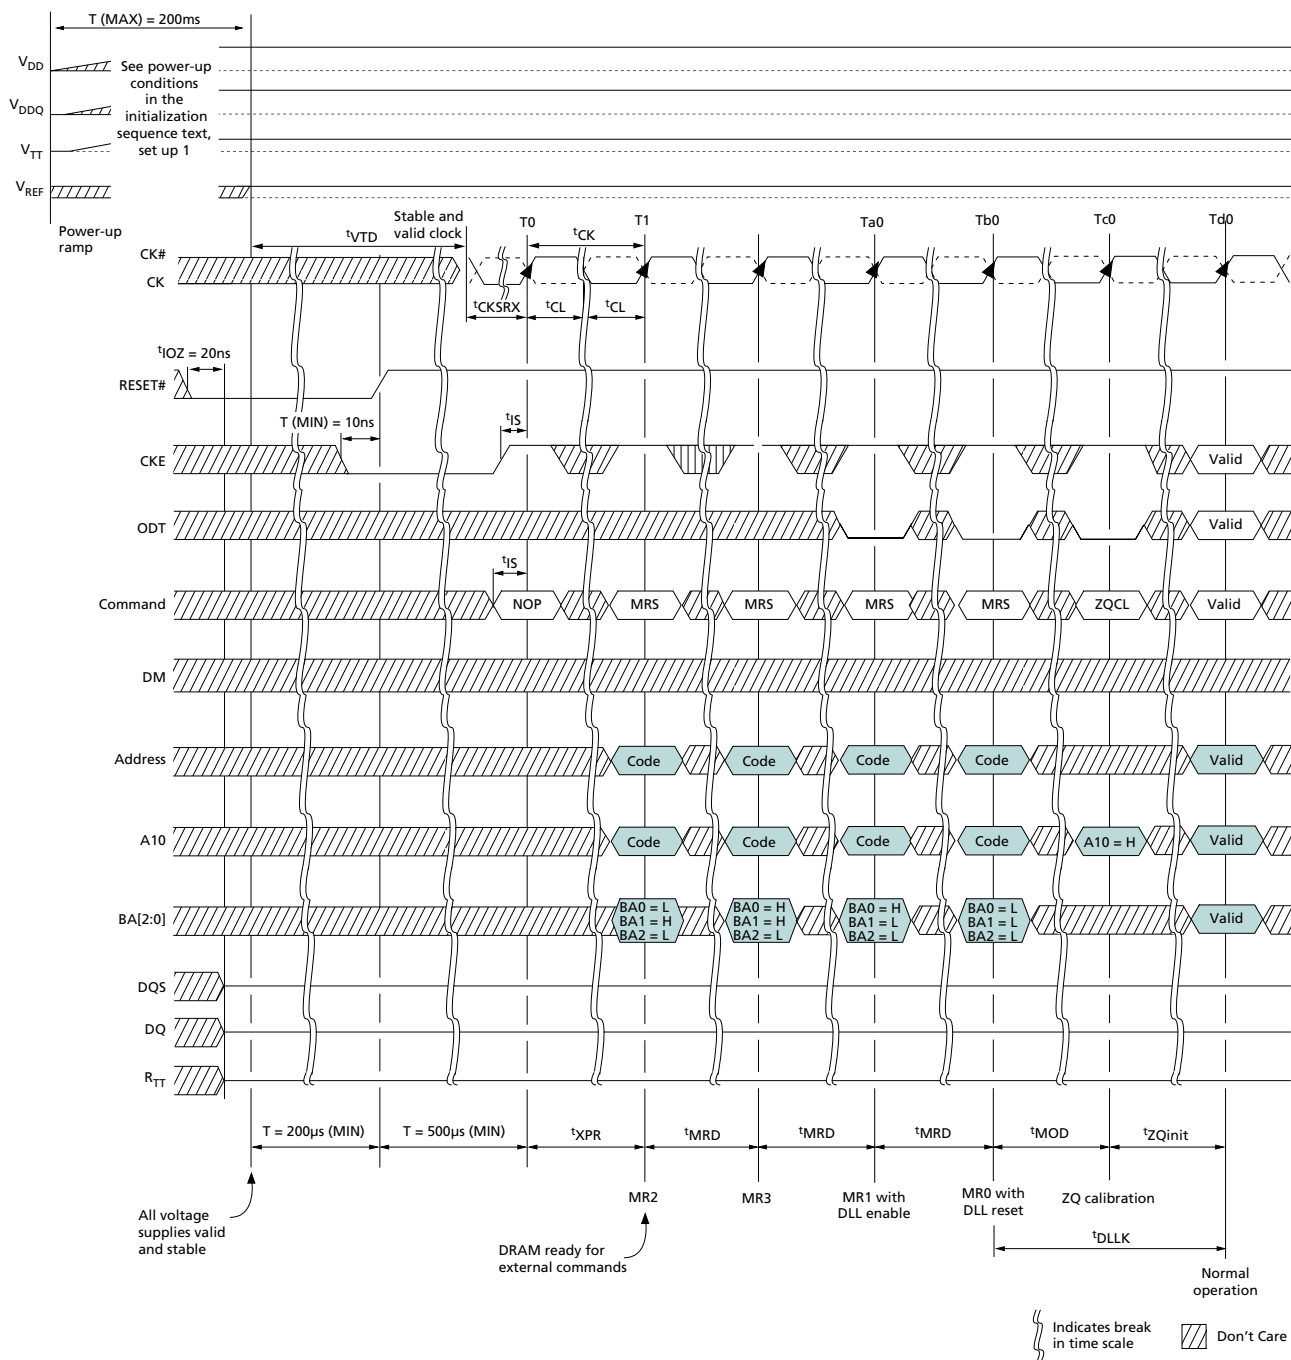 T (MAX) = 200ms
VDD
See power-up
conditions
in the
initialization
sequence text,
set up 1
VDDQ
VTT
VREF
Power-up
ramp
tVTD
Stable and
valid clock
T0
T1
Ta0
Tb0
Tc0
Td0
tCK
CK#
CK
tCKSRX
tCL
tCL
tIOZ = 20ns
RESET#
T (MIN) = 10ns
tIS
CKE
Valid
ODT
Valid
tIS
Command
NOP
MRS
MRS
MRS
MRS
ZQCL
Valid
DM
Address
Code
Code
Code
Code
Valid
A10
Code
Code
Code
Code
A10 = H
Valid
BA[2:0]
BA0 = L
BA1 = H
BA2 = L
BA0 = H
BA1 = H
BA2 = L
BA0 = H
BA1 = L
BA2 = L
BA0 = L
BA1 = L
BA2 = L
Valid
DQS
DQ
RTT
T = 200µs (MIN)
T = 500µs (MIN)
tXPR
tMRD
tMRD
tMRD
tMOD
tZQinit
MR2
MR3
MR1 with
DLL enable
MR0 with
DLL reset
ZQ calibration
All voltage
supplies valid
and stable
DRAM ready for
external commands
tDLLK
Normal
operation
Indicates break
in time scale
Don't Care